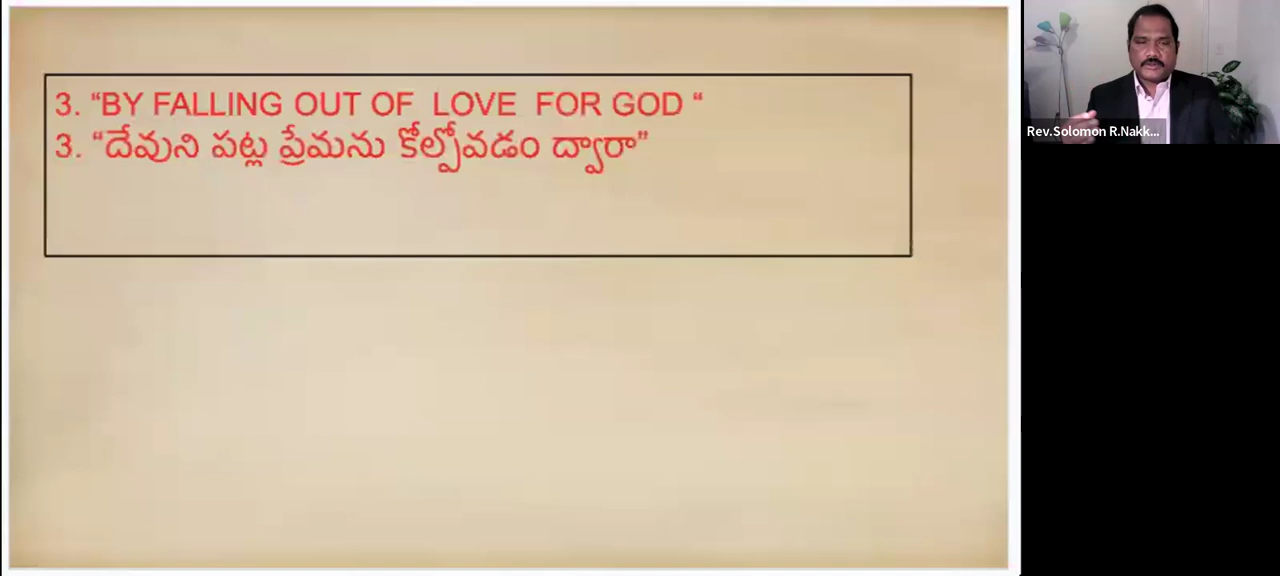 3. “BY FALLING OUT OF LOVE FOR GOD “
3. “దేవుని పట్ల ప్రేమను కోల్పోవడం ద్వారా”
Rev.Solomon R.Nakk...